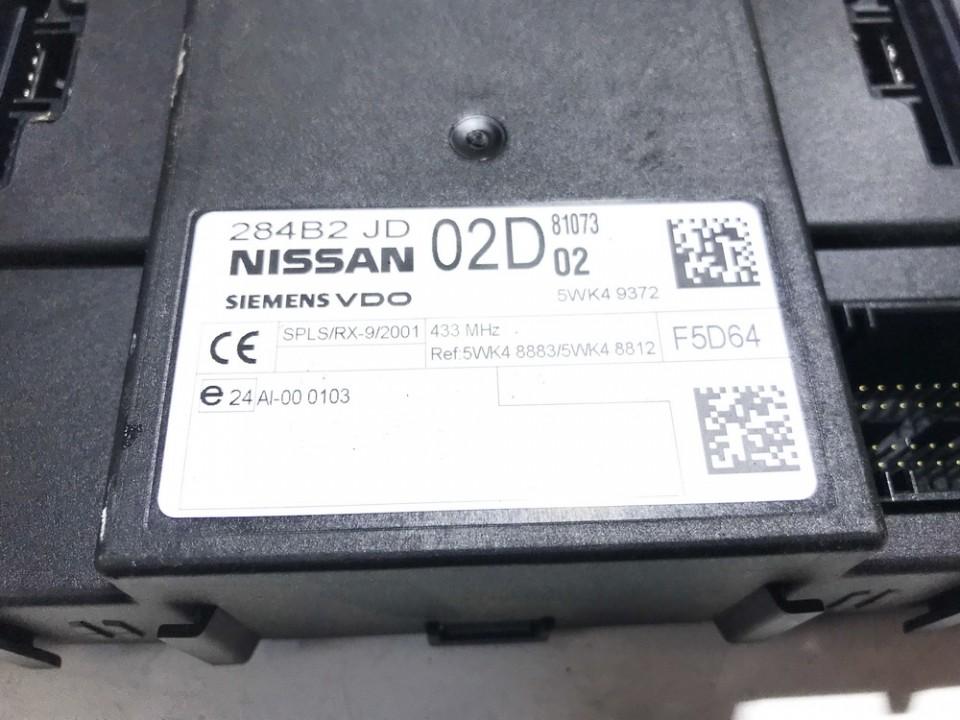 284B2 JD 02D 81073
NISSAN 02
SIEMENS VDO 5WK4 9372
CE SPLS/RX-9/2001 433 MHz F5D64
Ref:5WK4 8883/5WK4 8812
e 24 AI-00 0103